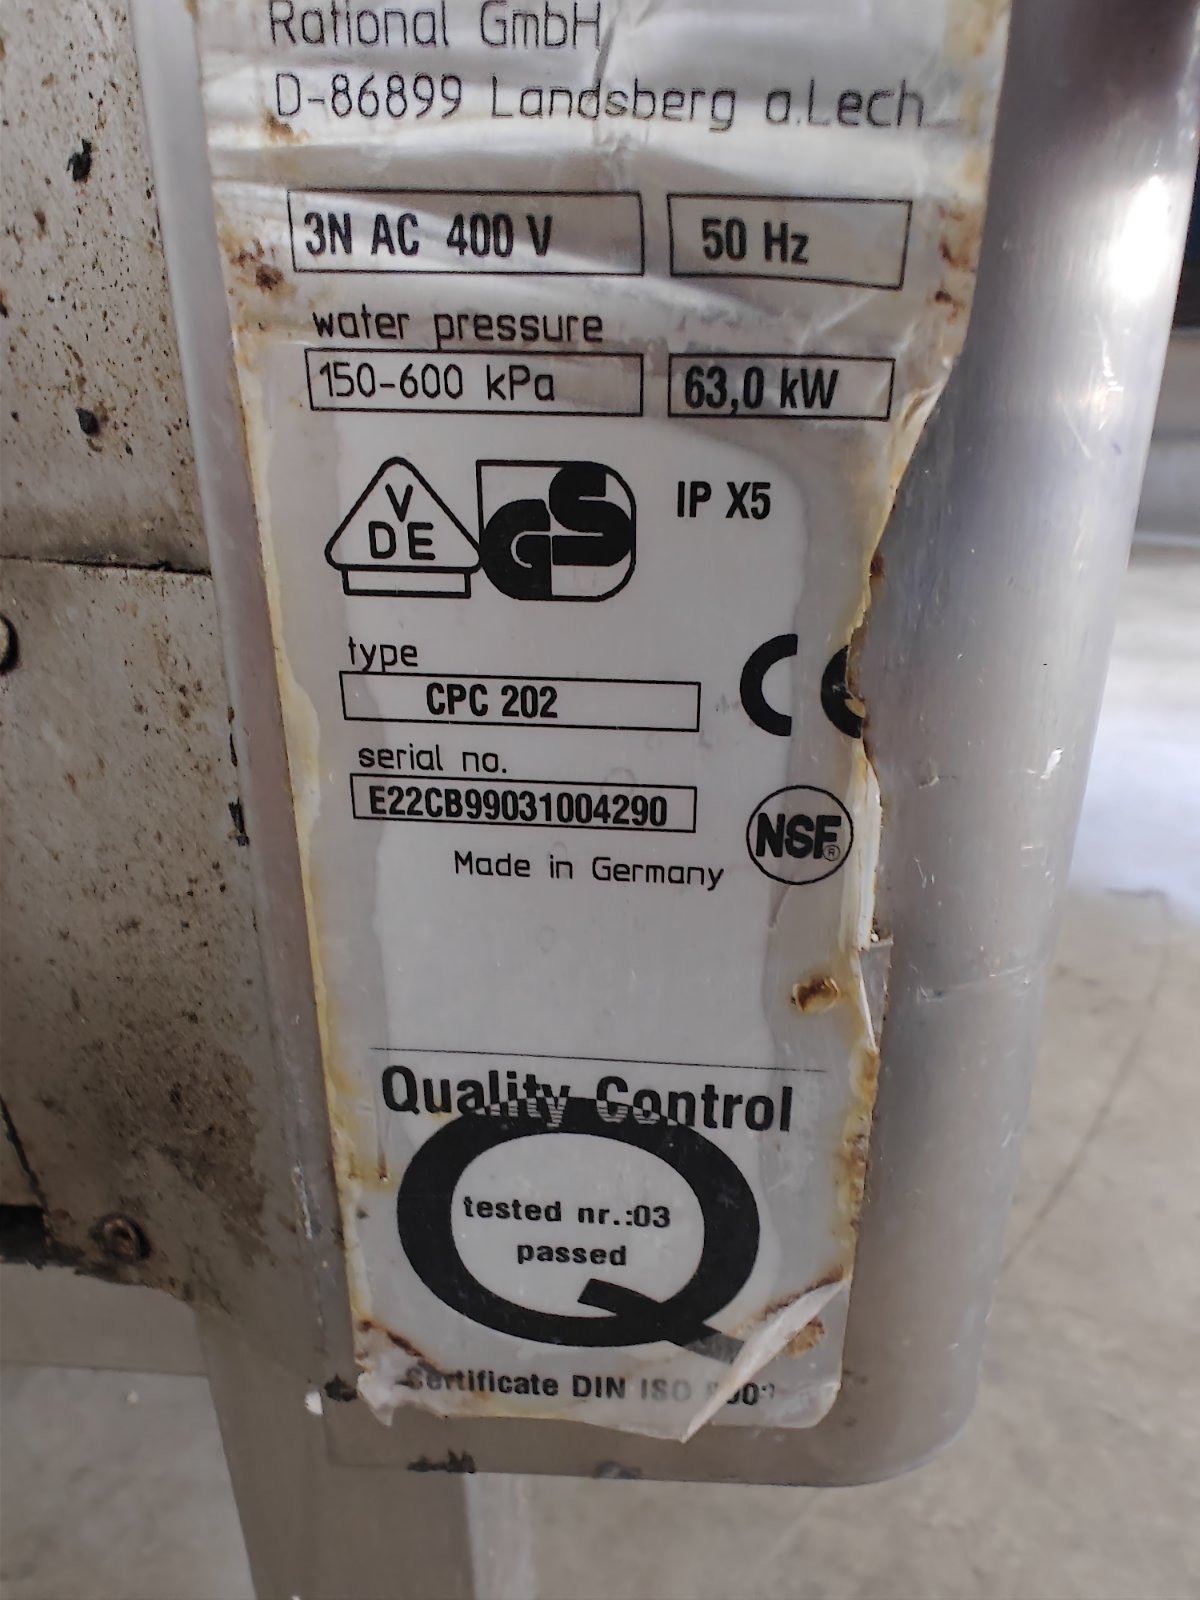 Rational GmbH
D-86899 Landsberg a.Lech
3N AC 400 V
50 Hz
water pressure
150-600 kPa
63,0 kW
VDE
GS
IP X5
type
CPC 202
CE
serial no.
E22CB99031004290
NSF®
Made in Germany
Quality Control
tested nr.:03
passed
Certificate DIN ISO